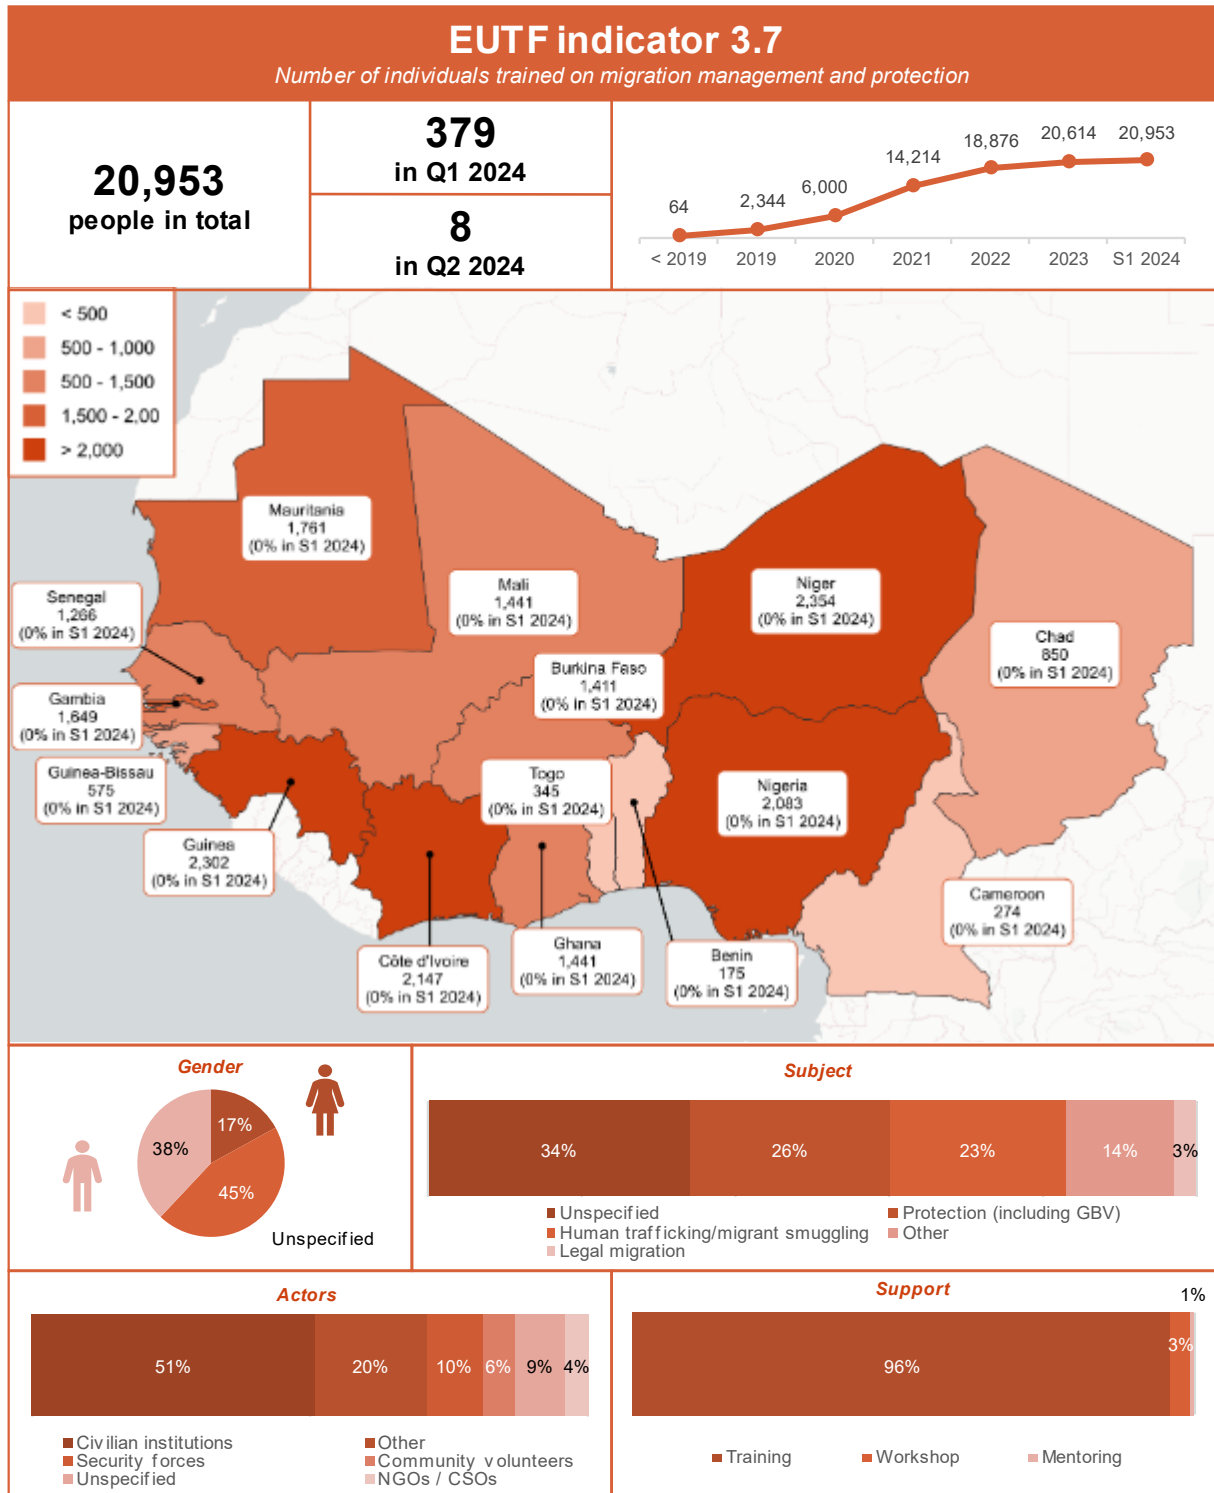 EUTF indicator 3.7
Number of individuals trained on migration management and protection
20,953
people in total
379
in Q1 2024
8
in Q2 2024
64
2,344
6,000
14,214
18,876
20,614
20,953
< 2019
2019
2020
2021
2022
2023
S1 2024
< 500
500 - 1,000
500 - 1,500
1,500 - 2,00
> 2,000
Mauritania
1,761
(0% in S1 2024)
Mali
1,441
(0% in S1 2024)
Niger
2,354
(0% in S1 2024)
Chad
850
(0% in S1 2024)
Senegal
1,266
(0% in S1 2024)
Gambia
1,649
(0% in S1 2024)
Burkina Faso
1,411
(0% in S1 2024)
Guinea-Bissau
575
(0% in S1 2024)
Togo
345
(0% in S1 2024)
Nigeria
2,083
(0% in S1 2024)
Guinea
2,302
(0% in S1 2024)
Cameroon
274
(0% in S1 2024)
Côte d'Ivoire
2,147
(0% in S1 2024)
Ghana
1,441
(0% in S1 2024)
Benin
175
(0% in S1 2024)
Gender
17%
38%
45%
Unspecified
Subject
34%
26%
23%
14%
3%
Unspecified
Protection (including GBV)
Human trafficking/migrant smuggling
Other
Legal migration
Actors
51%
20%
10%
6%
9%
4%
Civilian institutions
Other
Security forces
Community volunteers
Unspecified
NGOs / CSOs
Support
1%
96%
3%
Training
Workshop
Mentoring